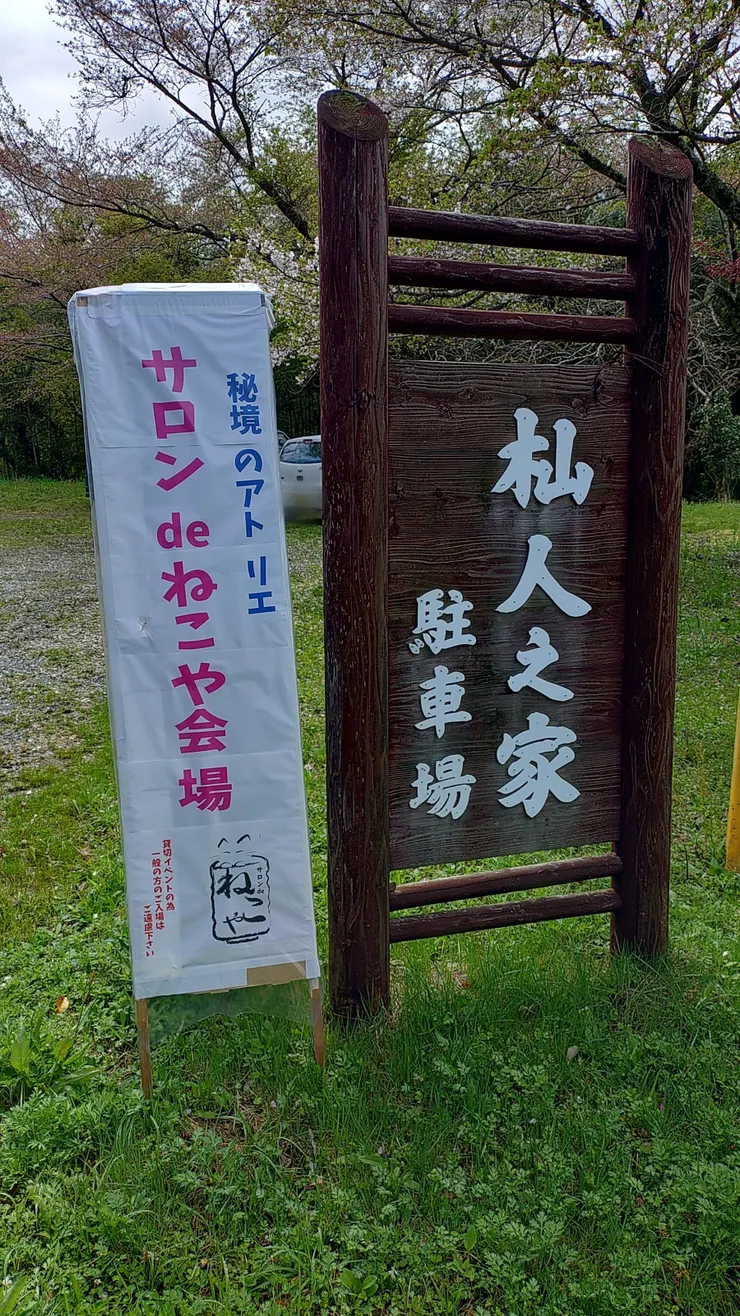 秘境のアトリエ
サロンdeねこや会場
貸切イベントの為
一般の方のご入場は
ご遠慮下さい
サロンde
ねこや
杣人之家
駐車場